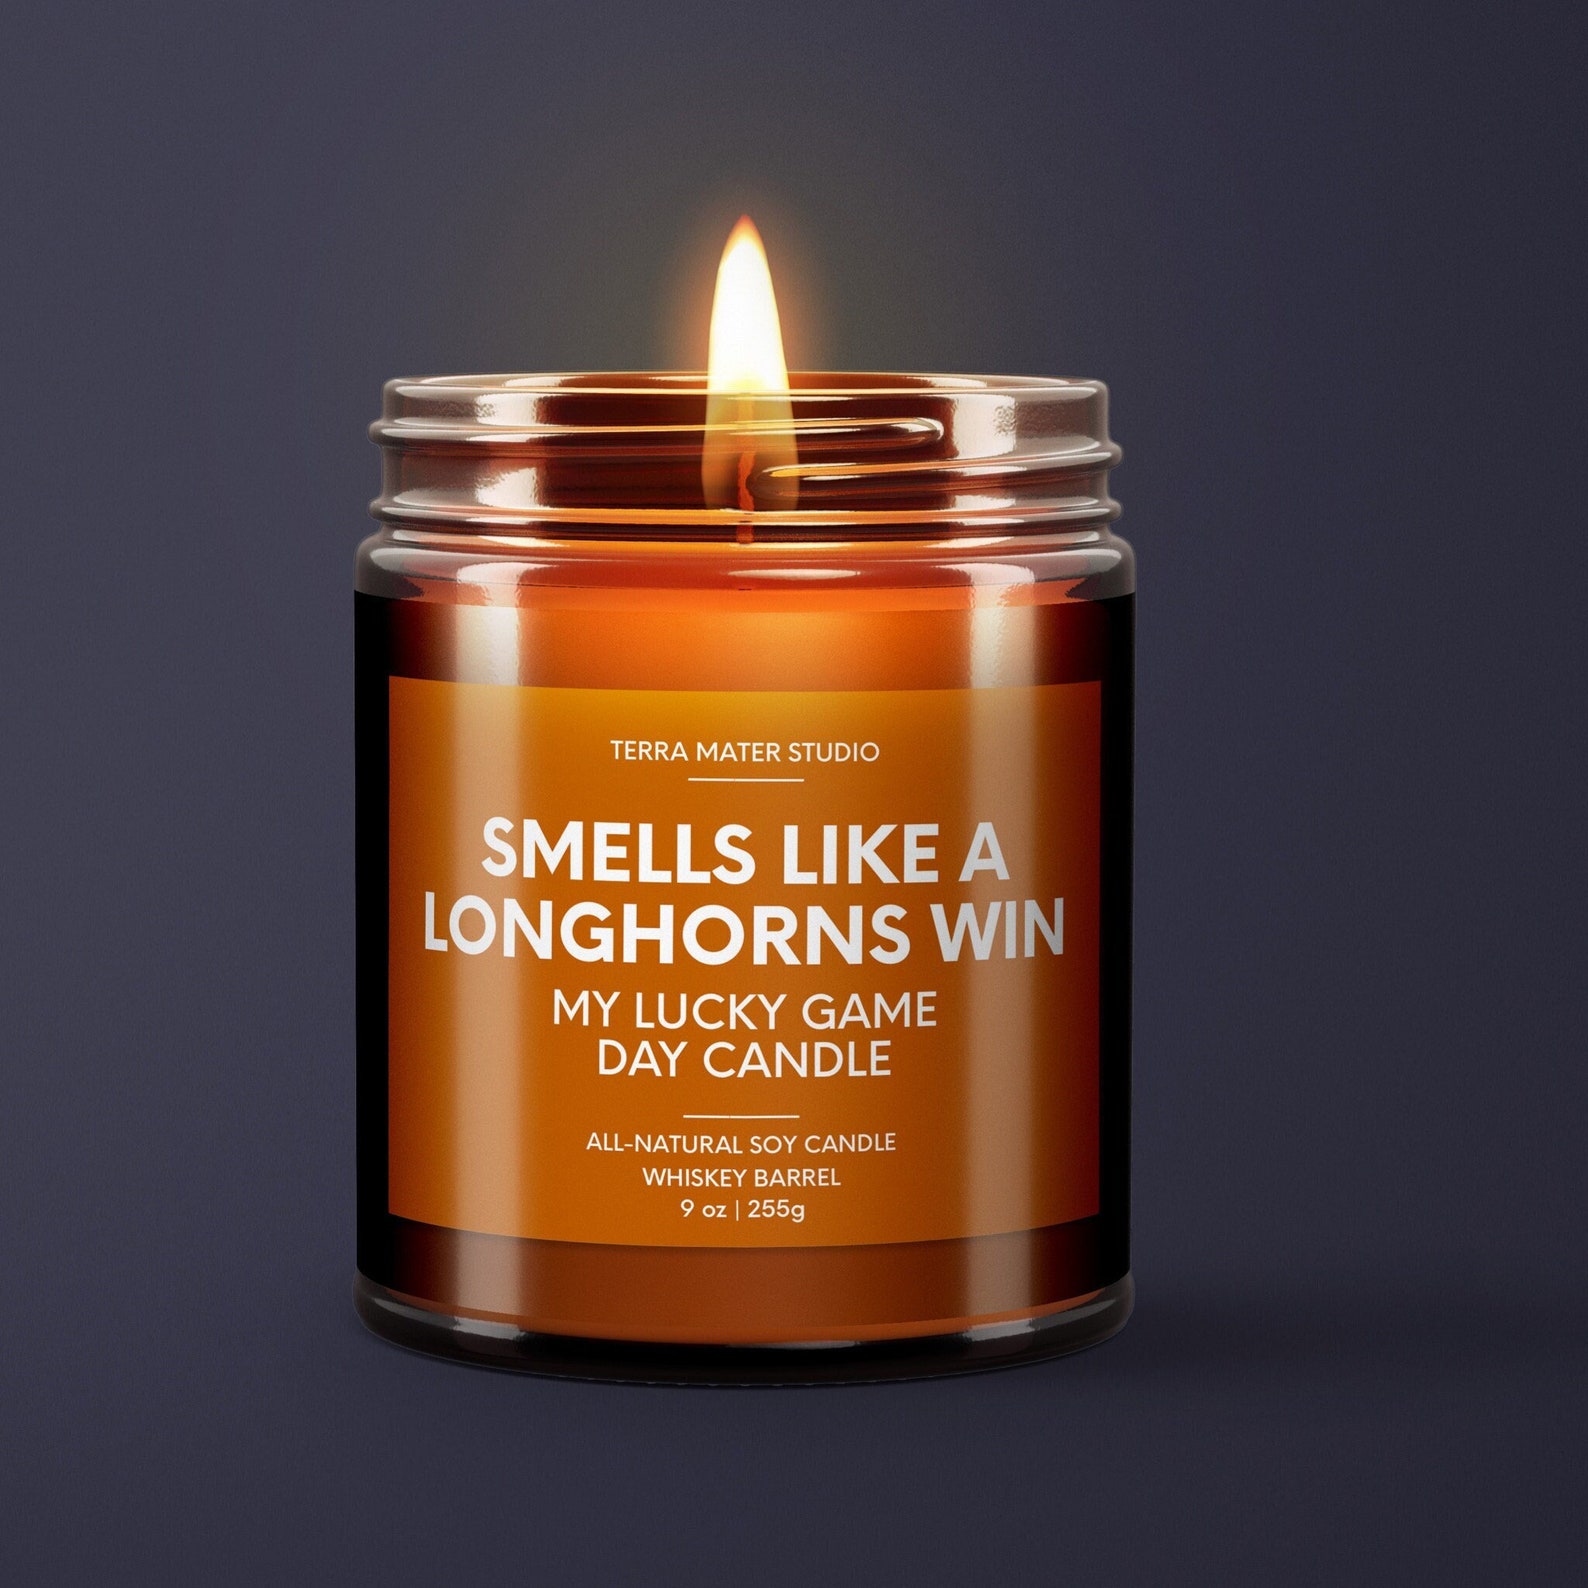 TERRA MATER STUDIO
SMELLS LIKE A
LONGHORNS WIN
MY LUCKY GAME
DAY CANDLE
ALL-NATURAL SOY CANDLE
WHISKEY BARREL
9 oz | 255g